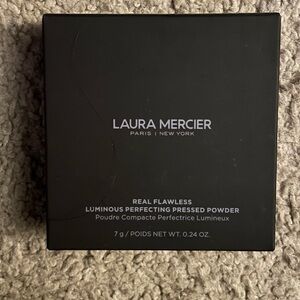 LAURA MERCIER
PARIS | NEW YORK
REAL FLAWLESS
LUMINOUS PERFECTING PRESSED POWDER
Poudre Compacte Perfectrice Lumineux
7 g / POIDS NET WT. 0.24 OZ.